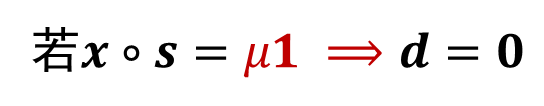 若x ∘ s = μ1 ⟹ d = 0